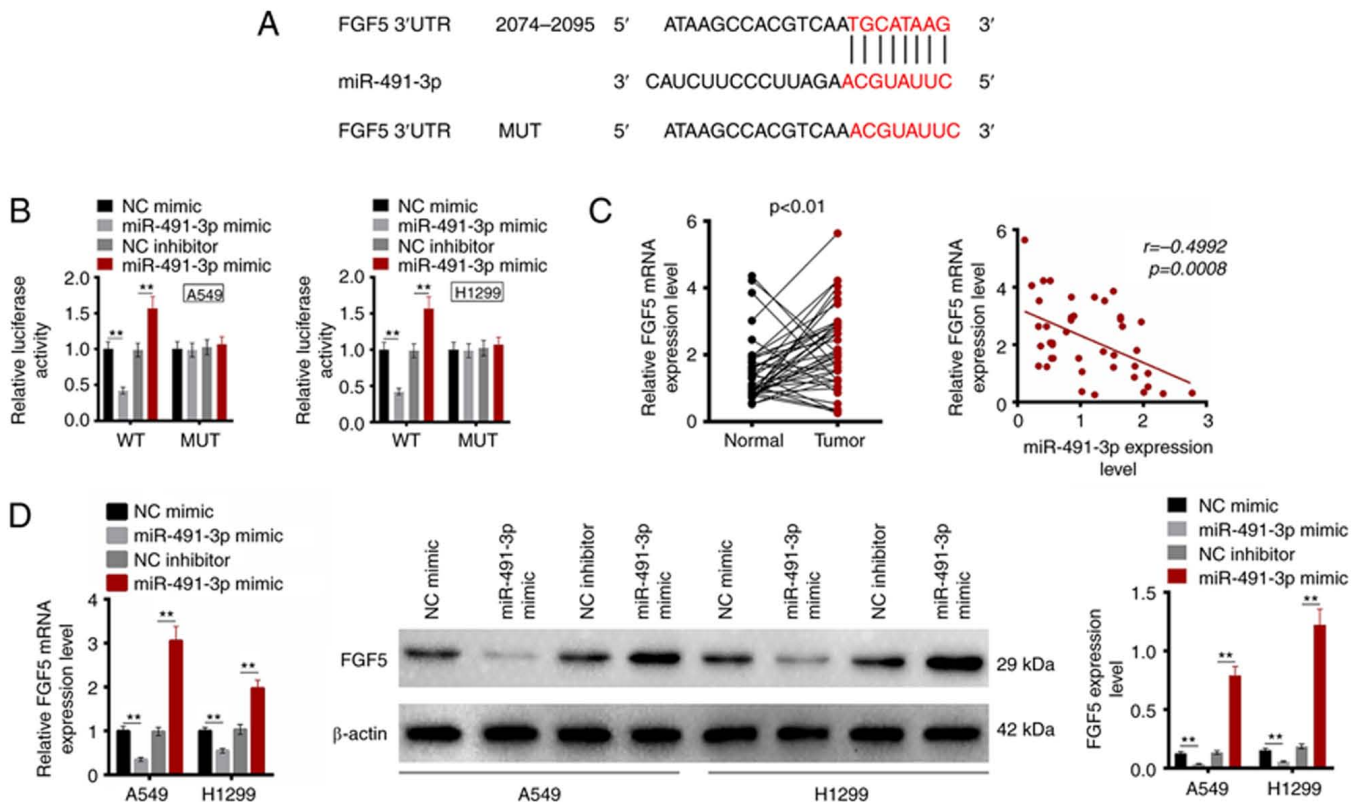 A
FGF5 3′UTR 2074–2095 5′ ATAAGCCACGTCAATGCATAAG 3′
miR-491-3p 3′ CAUCUUCCCUUAGAACGUAUUC 5′
FGF5 3′UTR MUT 5′ ATAAGCCACGTCAAACGUAUUC 3′
B
NC mimic
miR-491-3p mimic
NC inhibitor
miR-491-3p mimic
Relative luciferase
activity
2.0
1.5
1.0
0.5
0.0
**
**
A549
WT MUT
NC mimic
miR-491-3p mimic
NC inhibitor
miR-491-3p mimic
Relative luciferase
activity
2.0
1.5
1.0
0.5
0.0
**
**
H1299
WT MUT
C
p<0.01
Relative FGF5 mRNA
expression level
6
4
2
0
Normal Tumor
Relative FGF5 mRNA
expression level
6
4
2
0
r=–0.4992
p=0.0008
0 1 2 3
miR-491-3p expression
level
D
NC mimic
miR-491-3p mimic
NC inhibitor
miR-491-3p mimic
Relative FGF5 mRNA
expression level
4
3
2
1
0
**
**
**
**
A549 H1299
NC mimic
miR-491-3p
mimic
NC inhibitor
miR-491-3p
mimic
NC mimic
miR-491-3p
mimic
NC inhibitor
miR-491-3p
mimic
FGF5 29 kDa
β-actin 42 kDa
A549 H1299
NC mimic
miR-491-3p mimic
NC inhibitor
miR-491-3p mimic
FGF5 expression
level
1.5
1.0
0.5
0.0
**
**
**
**
A549 H1299